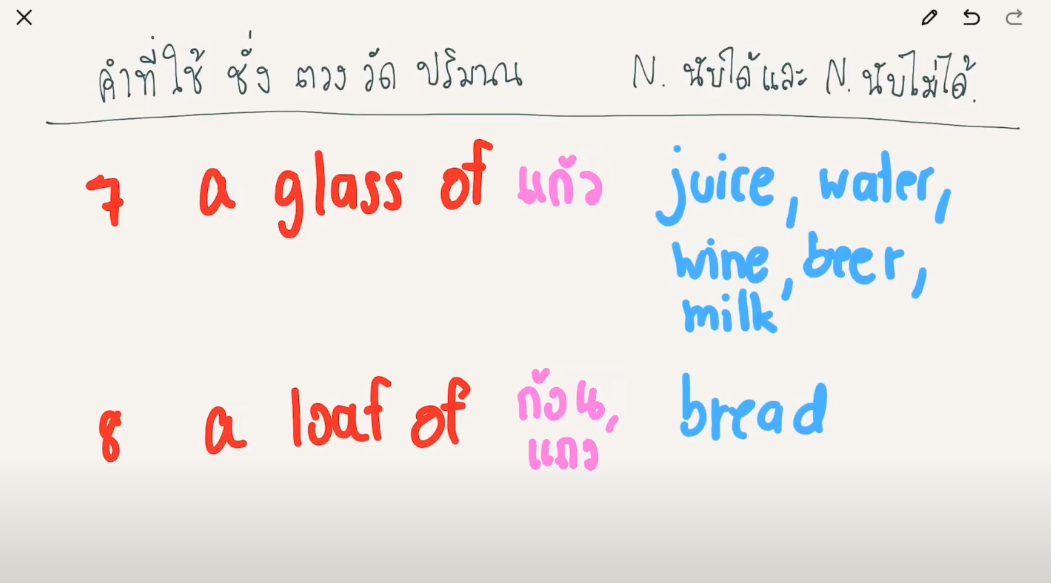 คำที่ใช้ ชั่ง ตวง วัด ปริมาณ N. นับได้และ N. นับไม่ได้.
7 a glass of แก้ว juice, water,
wine, beer,
milk
8 a loaf of ก้อน, bread
แถว